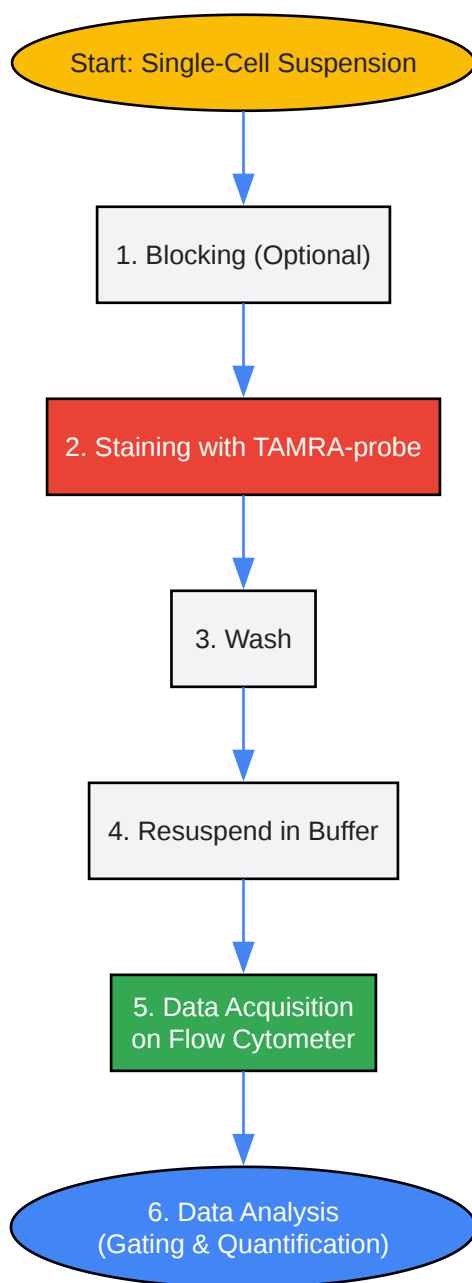 Start: Single-Cell Suspension
1. Blocking (Optional)
2. Staining with TAMRA-probe
3. Wash
4. Resuspend in Buffer
5. Data Acquisition
on Flow Cytometer
6. Data Analysis
(Gating & Quantification)